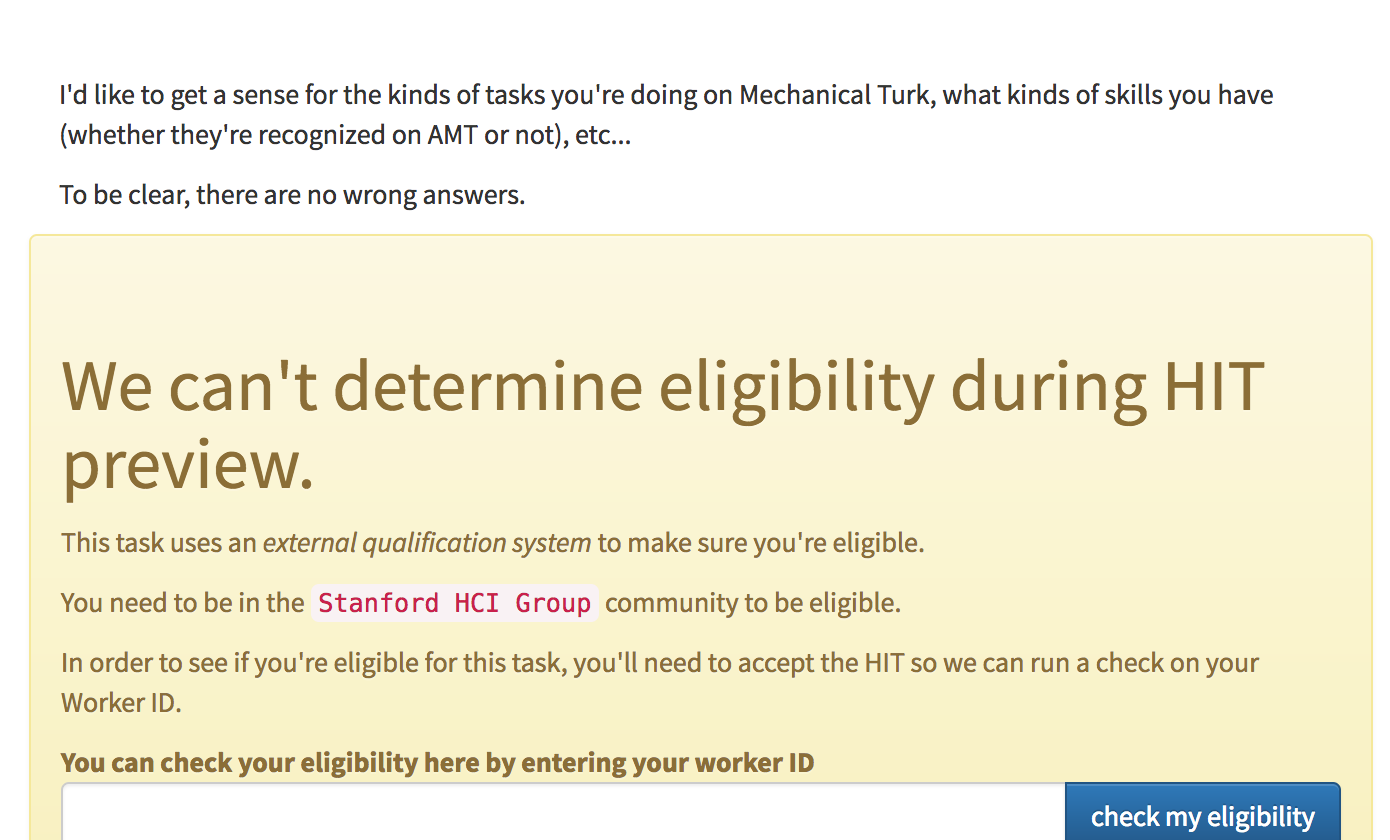 I'd like to get a sense for the kinds of tasks you're doing on Mechanical Turk, what kinds of skills you have
(whether they're recognized on AMT or not), etc...
To be clear, there are no wrong answers.
We can't determine eligibility during HIT
preview.
This task uses an external qualification system to make sure you're eligible.
You need to be in the Stanford HCI Group community to be eligible.
In order to see if you're eligible for this task, you'll need to accept the HIT so we can run a check on your
Worker ID.
You can check your eligibility here by entering your worker ID
check my eligibility